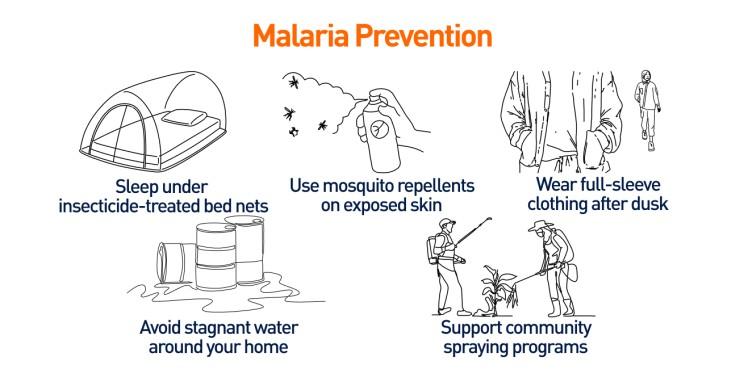 Malaria Prevention
Sleep under
insecticide-treated bed nets
Use mosquito repellents
on exposed skin
Wear full-sleeve
clothing after dusk
Avoid stagnant water
around your home
Support community
spraying programs